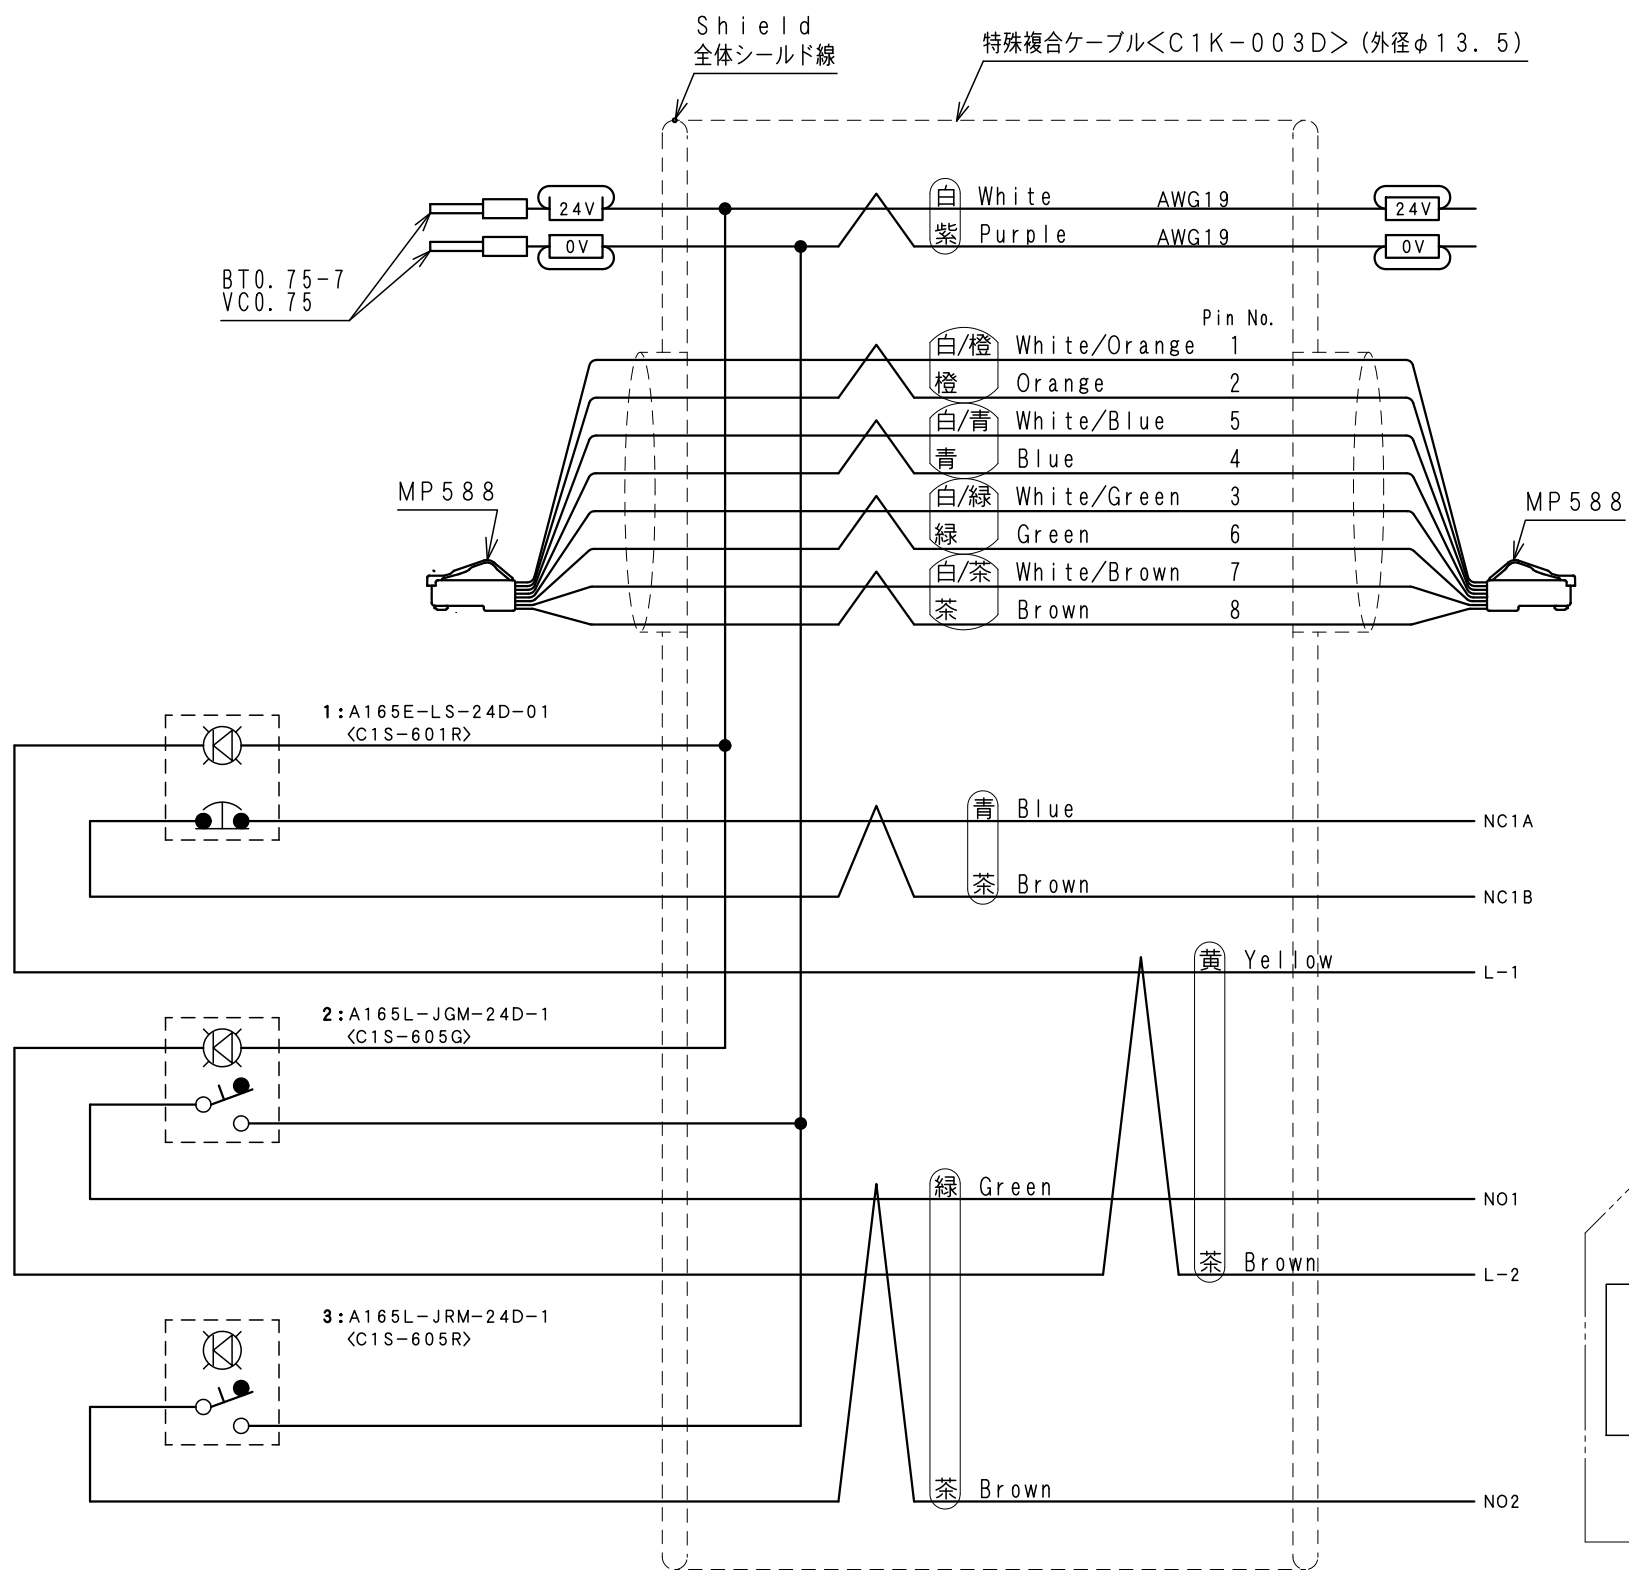 Shield
全体シールド線
特殊複合ケーブル<C1K-003D>(外径φ13.5)
24V 白 White AWG19 24V
0V 紫 Purple AWG19 0V
BT0.75-7
VC0.75
Pin No.
白/橙 White/Orange 1
橙 Orange 2
白/青 White/Blue 5
青 Blue 4
白/緑 White/Green 3
緑 Green 6
白/茶 White/Brown 7
茶 Brown 8
MP588
MP588
1:A165E-LS-24D-01
<C1S-601R>
青 Blue NC1A
茶 Brown NC1B
黄 Yellow L-1
2:A165L-JGM-24D-1
<C1S-605G>
緑 Green NO1
茶 Brown L-2
3:A165L-JRM-24D-1
<C1S-605R>
茶 Brown NO2